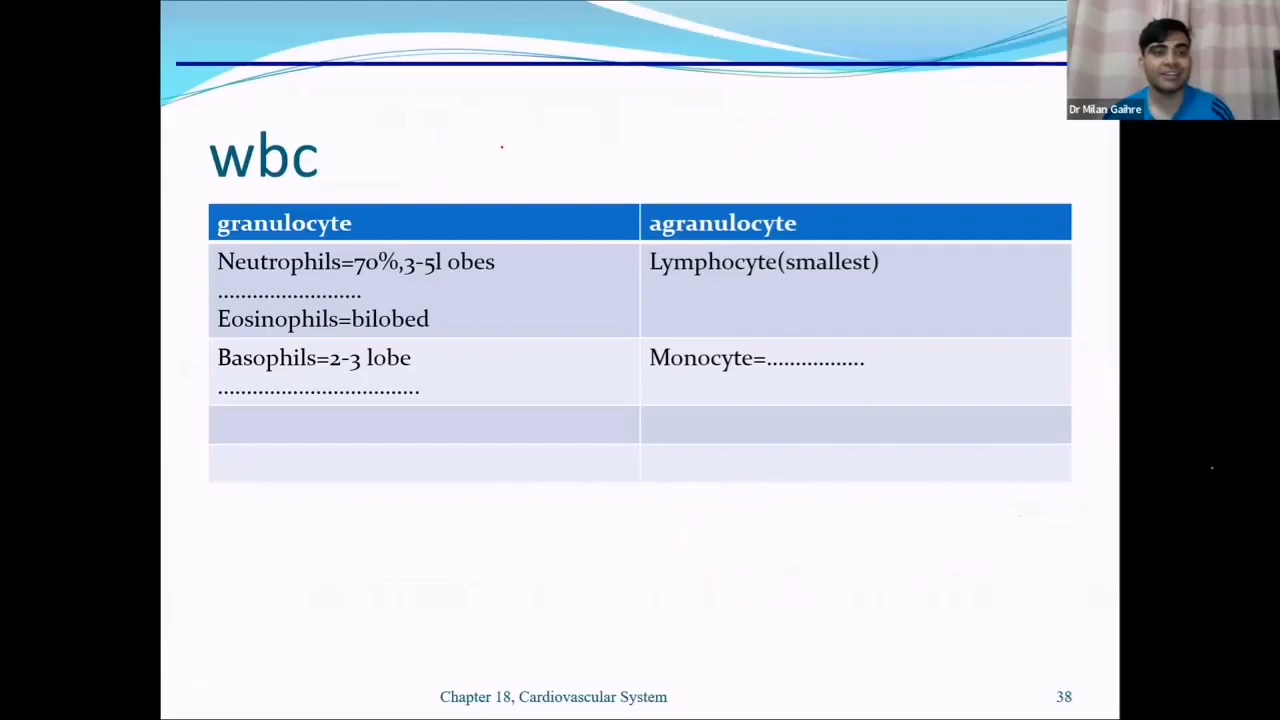 Dr Milan Gaihre
wbc
granulocyte
agranulocyte
Neutrophils=70%,3-5l obes
.........................
Eosinophils=bilobed
Lymphocyte(smallest)
Basophils=2-3 lobe
...................................
Monocyte=.................
Chapter 18, Cardiovascular System
38